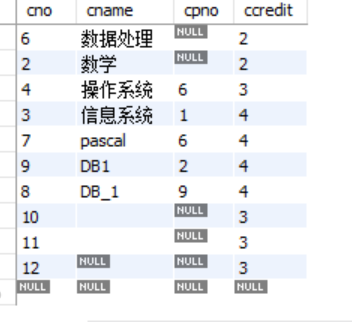 cno cname cpno ccredit
6 数据处理 NULL 2
2 数学 NULL 2
4 操作系统 6 3
3 信息系统 1 4
7 pascal 6 4
9 DB1 2 4
8 DB_1 9 4
10 NULL 3
11 NULL 3
12 NULL NULL 3
NULL NULL NULL NULL